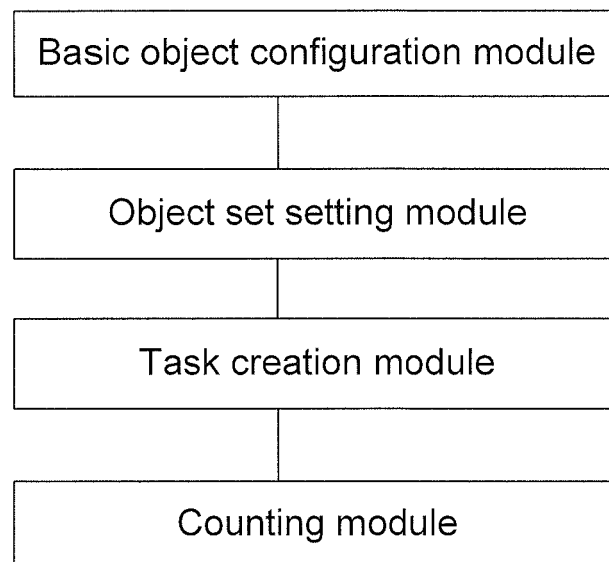 Basic object configuration module
Object set setting module
Task creation module
Counting module